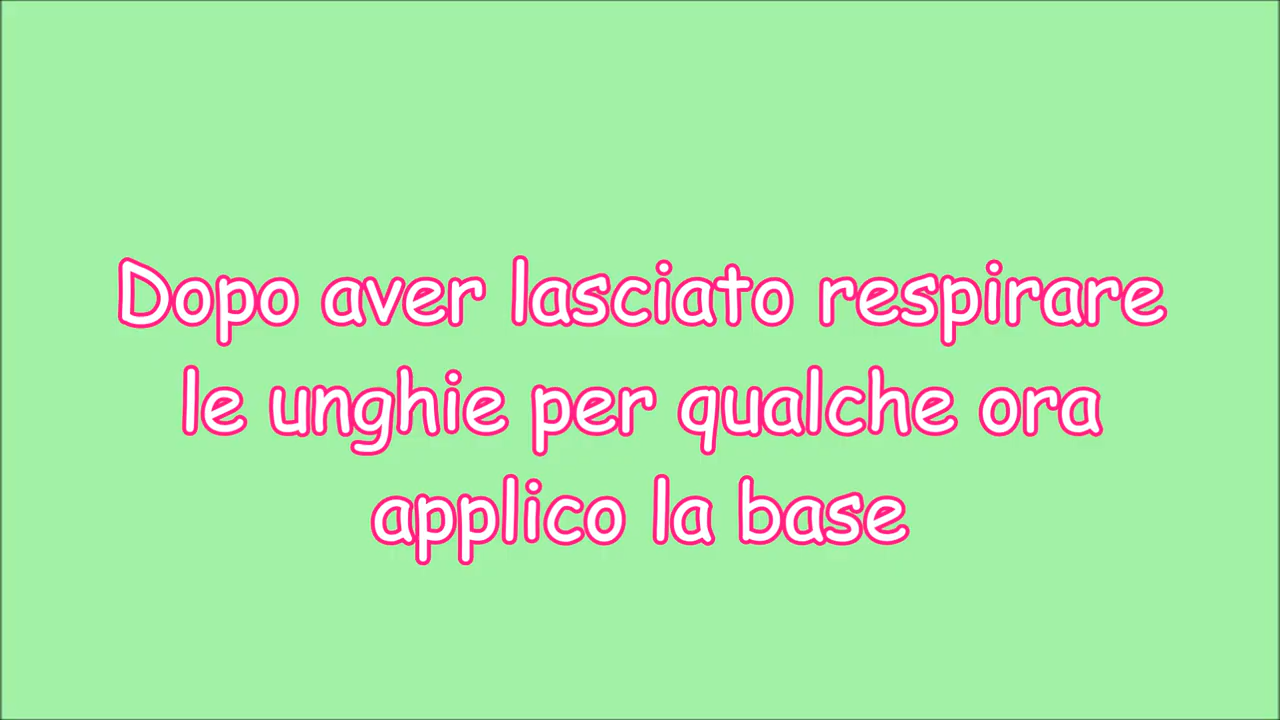 Dopo aver lasciato respirare
le unghie per qualche ora
applico la base